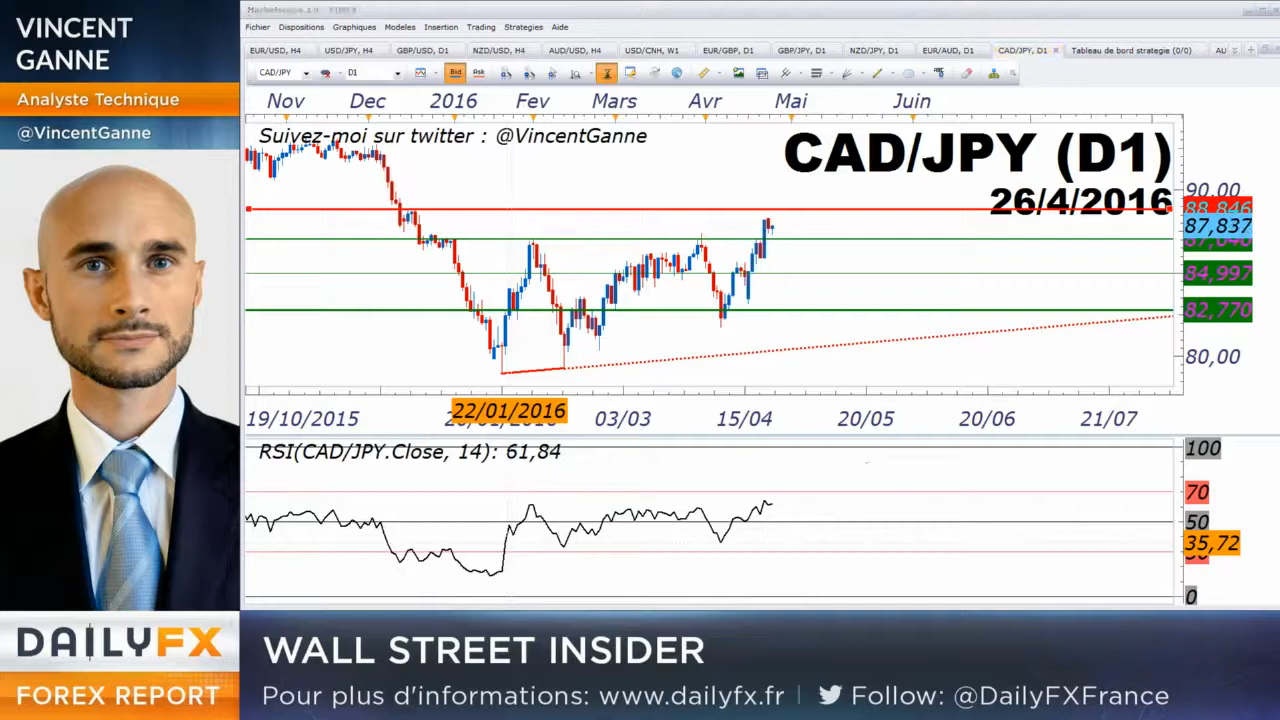 VINCENT
GANNE
Analyste Technique
@VincentGanne
Fichier Dispositions Graphiques Modeles Insertion Trading Strategies Aide
EUR/USD, H4 USD/JPY, H4 GBP/USD, D1 NZD/USD, H4 AUD/USD, H4 USD/CNH, W1 EUR/GBP, D1 GBP/JPY, D1 NZD/JPY, D1 EUR/AUD, D1 CAD/JPY, D1 Tableau de bord strategie (0/0) AU
CAD/JPY D1 Bid Ask
Nov Dec 2016 Fev Mars Avr Mai Juin
Suivez-moi sur twitter : @VincentGanne
CAD/JPY (D1)
26/4/2016
90,00
88,846
87,837
84,997
82,770
80,00
19/10/2015 22/01/2016 03/03 15/04 20/05 20/06 21/07
RSI(CAD/JPY.Close, 14): 61,84
100
70
50
35,72
0
DAILYFX
FOREX REPORT
WALL STREET INSIDER
Pour plus d'informations: www.dailyfx.fr | Follow: @DailyFXFrance